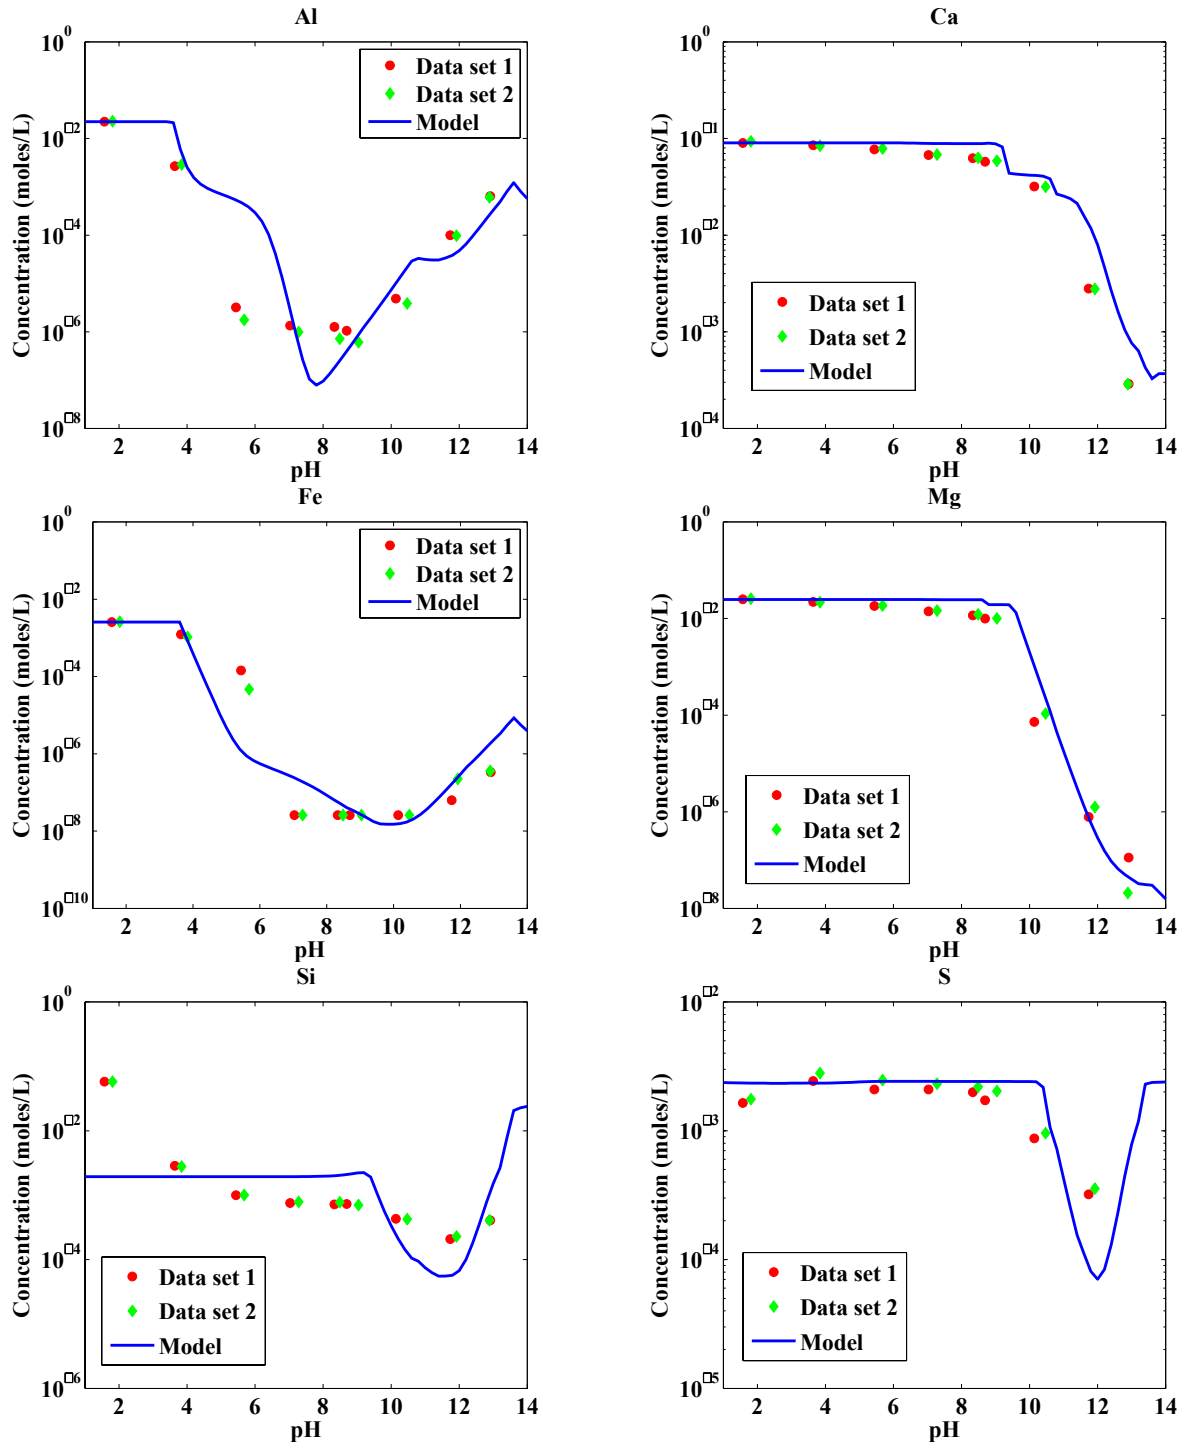 Al
10^0
10^□2
10^□4
10^□6
10^□8
Concentration (moles/L)
Data set 1
Data set 2
Model
2 4 6 8 10 12 14
pH
Ca
10^0
10^□1
10^□2
10^□3
10^□4
Concentration (moles/L)
Data set 1
Data set 2
Model
2 4 6 8 10 12 14
pH
Fe
10^0
10^□2
10^□4
10^□6
10^□8
10^□10
Concentration (moles/L)
Data set 1
Data set 2
Model
2 4 6 8 10 12 14
pH
Mg
10^0
10^□2
10^□4
10^□6
10^□8
Concentration (moles/L)
Data set 1
Data set 2
Model
2 4 6 8 10 12 14
pH
Si
10^0
10^□2
10^□4
10^□6
Concentration (moles/L)
Data set 1
Data set 2
Model
2 4 6 8 10 12 14
pH
S
10^□2
10^□3
10^□4
10^□5
Concentration (moles/L)
Data set 1
Data set 2
Model
2 4 6 8 10 12 14
pH